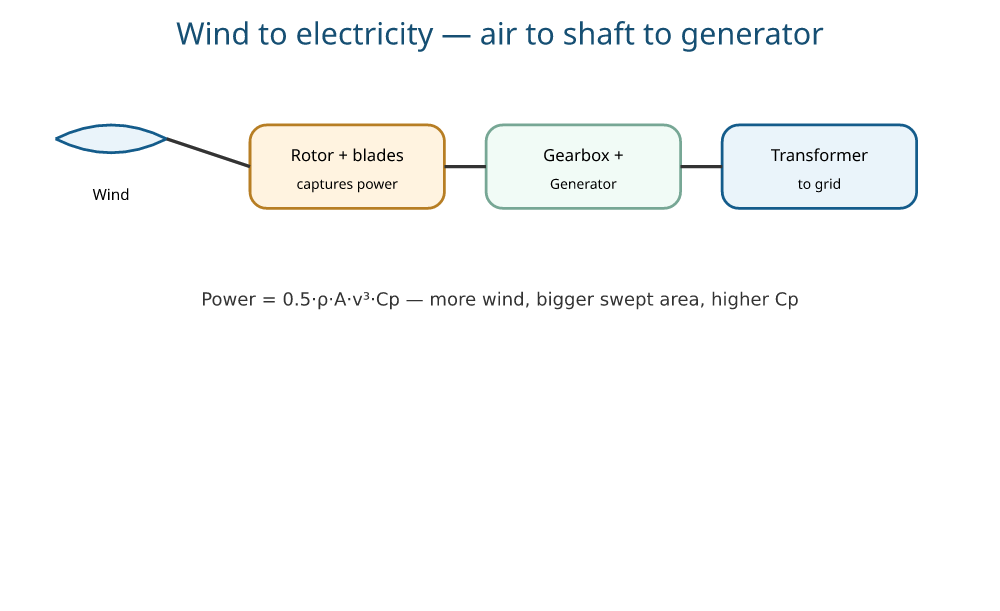 Wind to electricity — air to shaft to generator
Rotor + blades
captures power
Gearbox +
Generator
Transformer
to grid
Wind
Power = 0.5·ρ·A·v³·Cp — more wind, bigger swept area, higher Cp